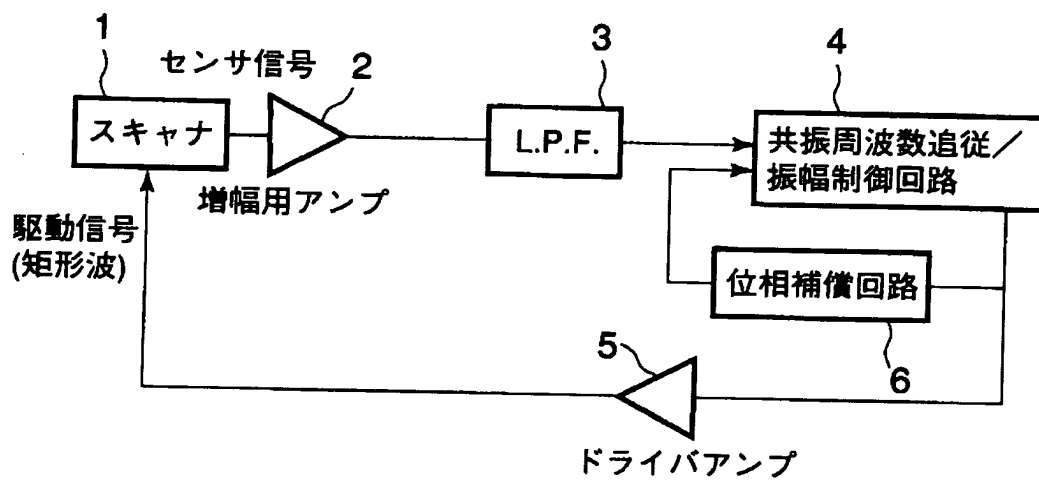 1
センサ信号
2
3
4
スキャナ
L.P.F.
共振周波数追従／
振幅制御回路
増幅用アンプ
駆動信号
(矩形波)
位相補償回路
5
6
ドライバアンプ